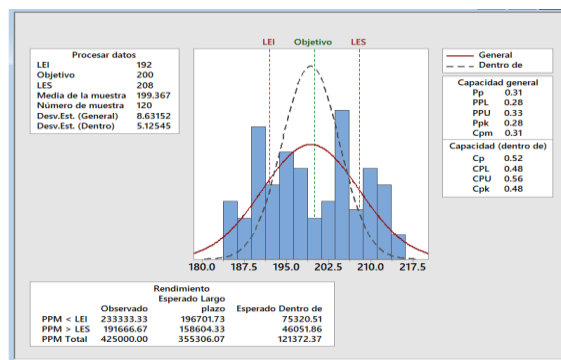 LEI Objetivo LES
Procesar datos
LEI 192
Objetivo 200
LES 208
Media de la muestra 199.367
Número de muestra 120
Desv.Est. (General) 8.63152
Desv.Est. (Dentro) 5.12545
General
Dentro de
Capacidad general
Pp 0.31
PPL 0.28
PPU 0.33
Ppk 0.28
Cpm 0.31
Capacidad (dentro de)
Cp 0.52
CPL 0.48
CPU 0.56
Cpk 0.48
180.0 187.5 195.0 202.5 210.0 217.5
Rendimiento
Esperado Largo
Observado plazo Esperado Dentro de
PPM < LEI 233333.33 196701.73 75320.51
PPM > LES 191666.67 158604.33 46051.86
PPM Total 425000.00 355306.07 121372.37